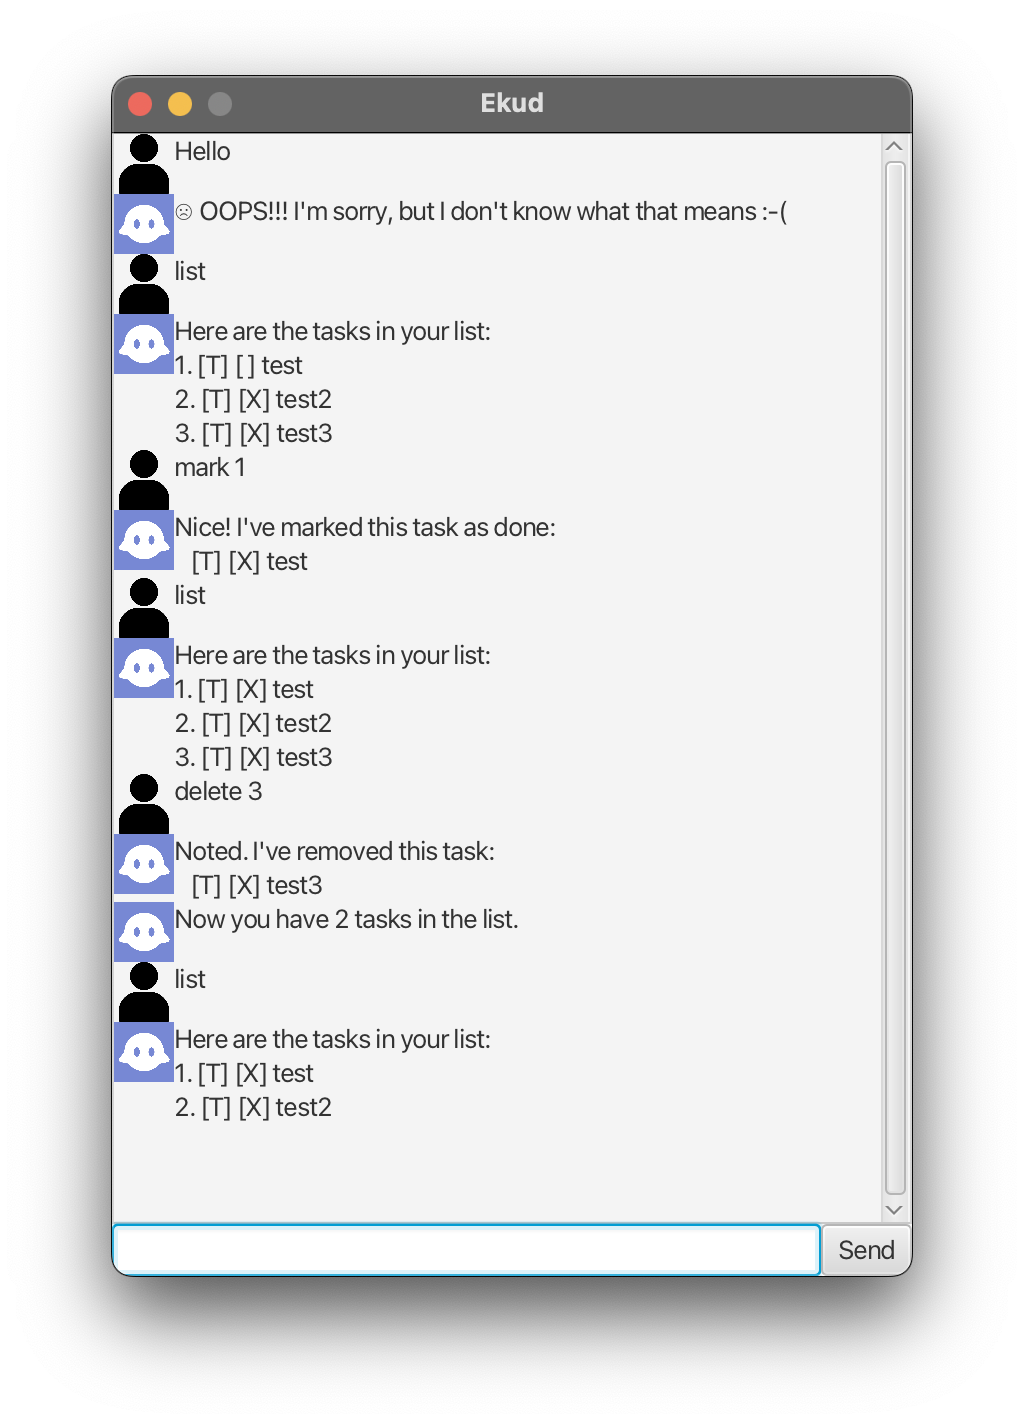 Ekud
Hello
☹ OOPS!!! I'm sorry, but I don't know what that means :-(
list
Here are the tasks in your list:
1. [T] [ ] test
2. [T] [X] test2
3. [T] [X] test3
mark 1
Nice! I've marked this task as done:
[T] [X] test
list
Here are the tasks in your list:
1. [T] [X] test
2. [T] [X] test2
3. [T] [X] test3
delete 3
Noted. I've removed this task:
[T] [X] test3
Now you have 2 tasks in the list.
list
Here are the tasks in your list:
1. [T] [X] test
2. [T] [X] test2
Send